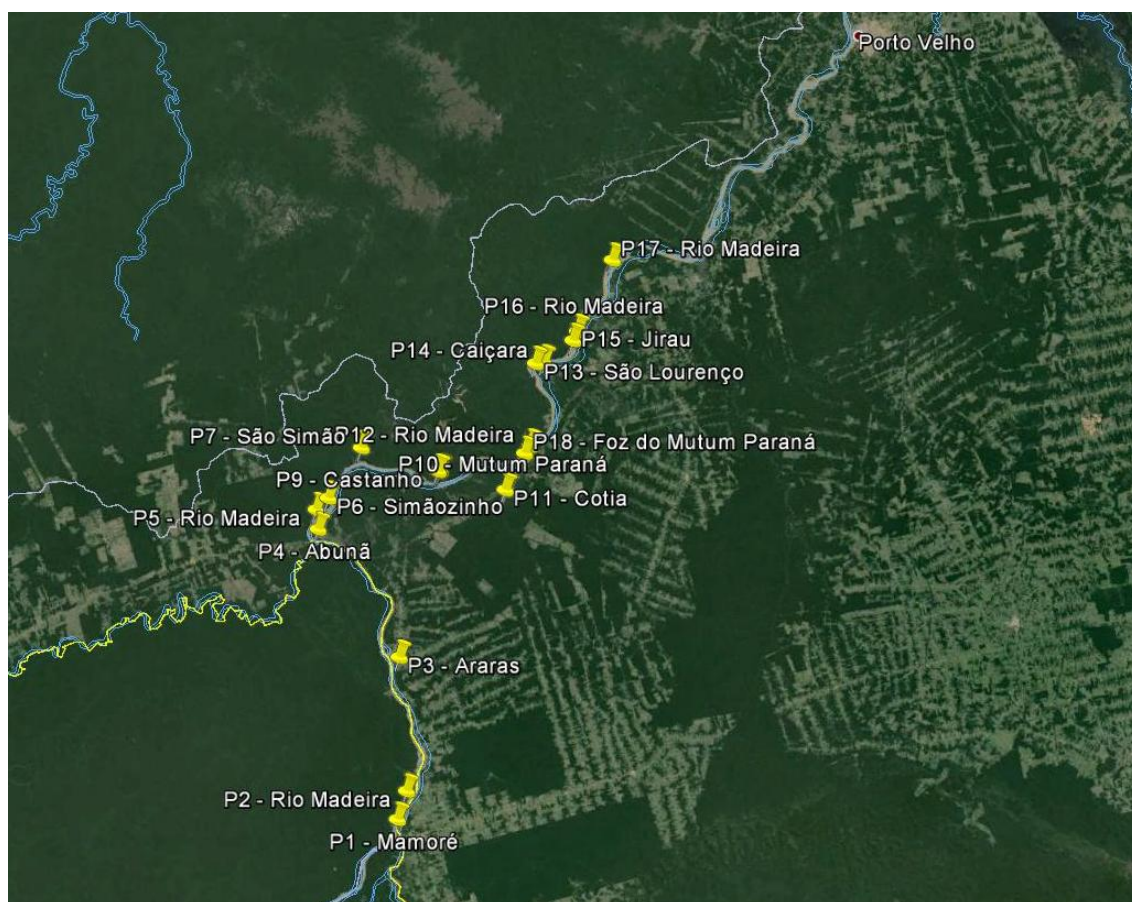 Porto Velho
P17 - Rio Madeira
P16 - Rio Madeira
P15 - Jirau
P14 - Caiçara
P13 - São Lourenço
P7 - São Simão
P12 - Rio Madeira
P18 - Foz do Mutum Paraná
P10 - Mutum Paraná
P9 - Castanho
P11 - Cotia
P6 - Simãozinho
P5 - Rio Madeira
P4 - Abunã
P3 - Araras
P2 - Rio Madeira
P1 - Mamoré